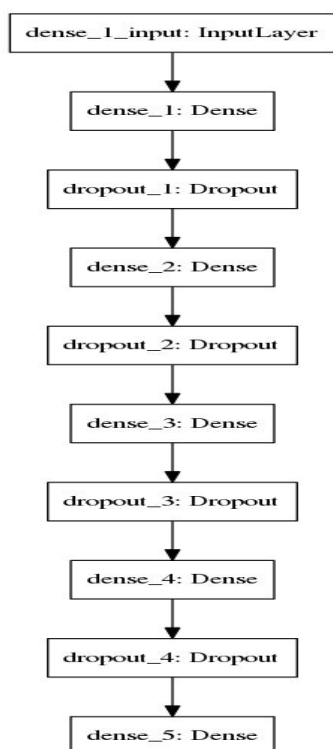 dense_1_input: InputLayer
dense_1: Dense
dropout_1: Dropout
dense_2: Dense
dropout_2: Dropout
dense_3: Dense
dropout_3: Dropout
dense_4: Dense
dropout_4: Dropout
dense_5: Dense